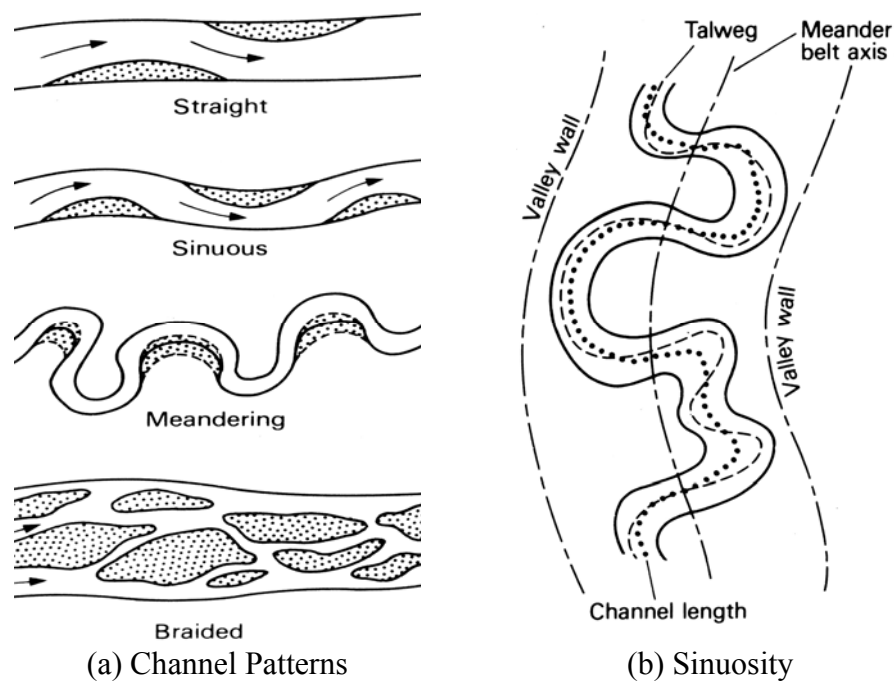 Straight
Sinuous
Meandering
Braided
(a) Channel Patterns
Talweg
Meander
belt axis
Valley wall
Valley wall
Channel length
(b) Sinuosity